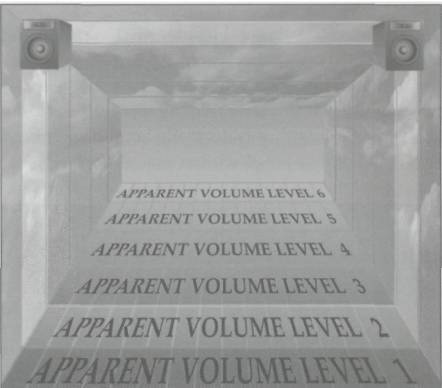 APPARENT VOLUME LEVEL 6
APPARENT VOLUME LEVEL 5
APPARENT VOLUME LEVEL 4
APPARENT VOLUME LEVEL 3
APPARENT VOLUME LEVEL 2
APPARENT VOLUME LEVEL 1